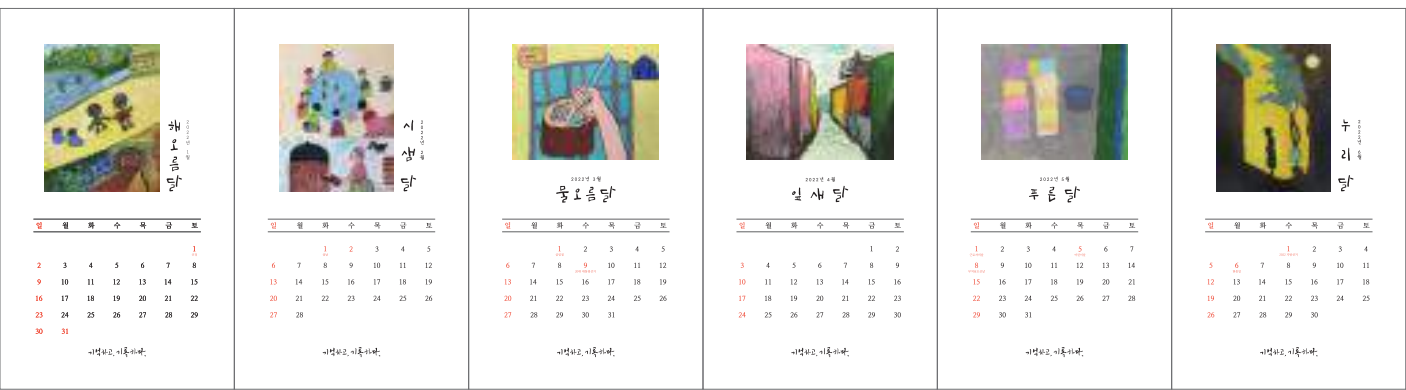 해오름달
2022년 1월
일 월 화 수 목 금 토
1
2 3 4 5 6 7 8
9 10 11 12 13 14 15
16 17 18 19 20 21 22
23 24 25 26 27 28 29
30 31
기억하고, 기록하다.
시샘달
2022년 2월
일 월 화 수 목 금 토
1 2 3 4 5
6 7 8 9 10 11 12
13 14 15 16 17 18 19
20 21 22 23 24 25 26
27 28
기억하고, 기록하다.
2022년 3월
물오름달
일 월 화 수 목 금 토
1 2 3 4 5
6 7 8 9 10 11 12
13 14 15 16 17 18 19
20 21 22 23 24 25 26
27 28 29 30 31
기억하고, 기록하다.
2022년 4월
잎새달
일 월 화 수 목 금 토
1 2
3 4 5 6 7 8 9
10 11 12 13 14 15 16
17 18 19 20 21 22 23
24 25 26 27 28 29 30
기억하고, 기록하다.
2022년 5월
푸른달
일 월 화 수 목 금 토
1 2 3 4 5 6 7
8 9 10 11 12 13 14
15 16 17 18 19 20 21
22 23 24 25 26 27 28
29 30 31
기억하고, 기록하다.
누리달
2022년 6월
일 월 화 수 목 금 토
1 2 3 4
5 6 7 8 9 10 11
12 13 14 15 16 17 18
19 20 21 22 23 24 25
26 27 28 29 30
기억하고, 기록하다.